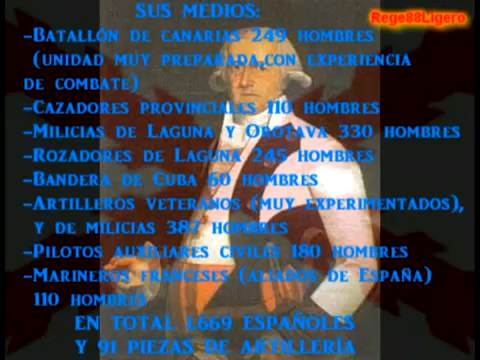 SUS MEDIOS:
Rege88Ligero
-BATALLÓN DE CANARIAS 249 HOMBRES
(UNIDAD MUY PREPARADA,CON EXPERIENCIA
DE COMBATE)
-CAZADORES PROVINCIALES 110 HOMBRES
-MILICIAS DE LAGUNA Y OROTAVA 330 HOMBRES
-ROZADORES DE LAGUNA 245 HOMBRES
-BANDERA DE CUBA 60 HOMBRES
-ARTILLEROS VETERANOS (MUY EXPERIMENTADOS),
Y DE MILICIAS 387 HOMBRES
-PILOTOS AUXILIARES CIVILES 180 HOMBRES
-MARINEROS FRANCESES (ALIADOS DE ESPAÑA)
110 HOMBRES
EN TOTAL 1.669 ESPAÑOLES
Y 91 PIEZAS DE ARTILLERÍA